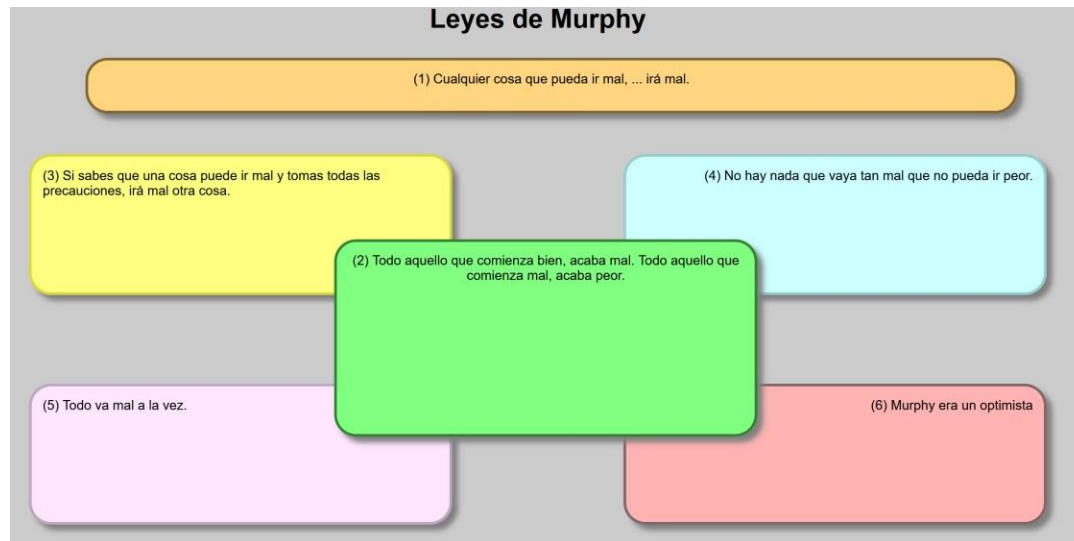 Leyes de Murphy
(1) Cualquier cosa que pueda ir mal, ... irá mal.
(3) Si sabes que una cosa puede ir mal y tomas todas las
precauciones, irá mal otra cosa.
(4) No hay nada que vaya tan mal que no pueda ir peor.
(2) Todo aquello que comienza bien, acaba mal. Todo aquello que
comienza mal, acaba peor.
(5) Todo va mal a la vez.
(6) Murphy era un optimista